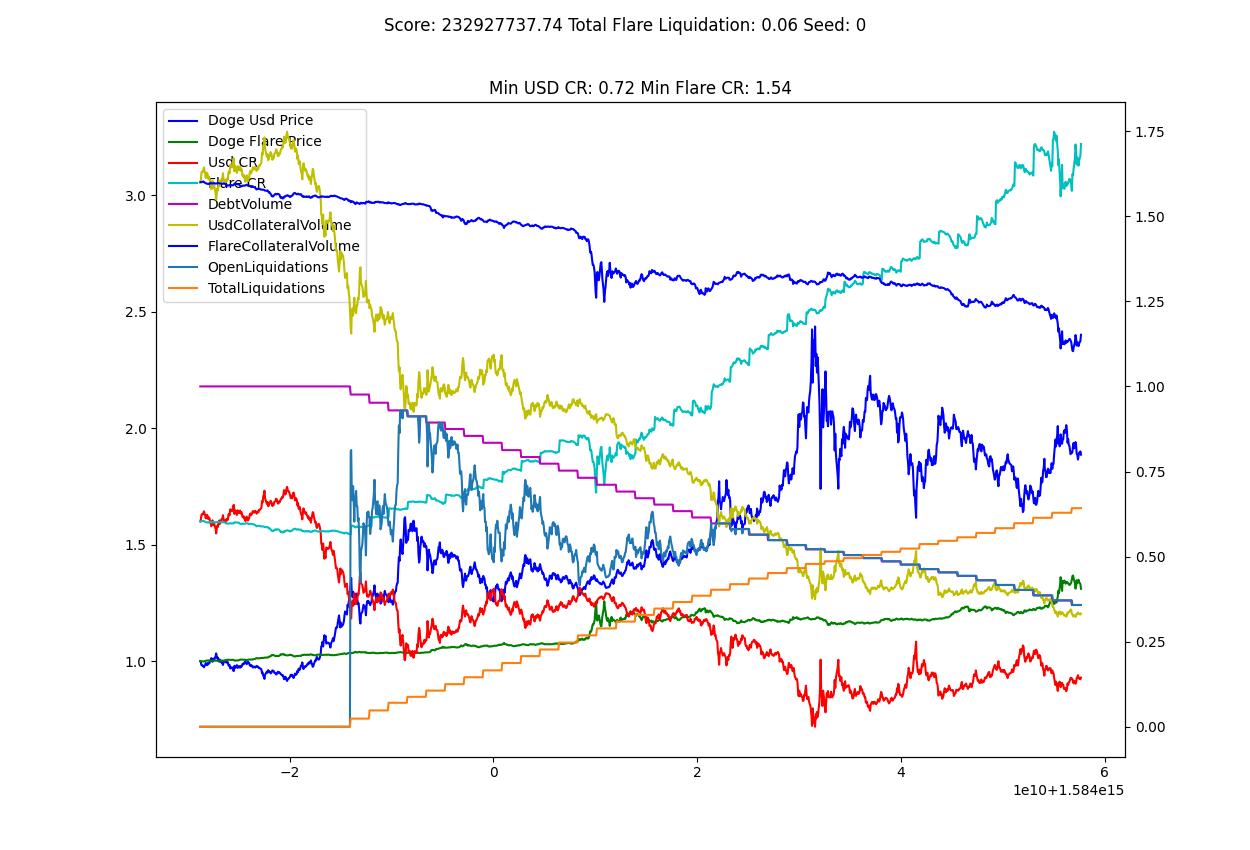 Score: 232927737.74 Total Flare Liquidation: 0.06 Seed: 0
Min USD CR: 0.72 Min Flare CR: 1.54
Doge Usd Price
Doge Flare Price
Usd CR
Flare CR
DebtVolume
UsdCollateralVolume
FlareCollateralVolume
OpenLiquidations
TotalLiquidations
3.0
2.5
2.0
1.5
1.0
1.75
1.50
1.25
1.00
0.75
0.50
0.25
0.00
−2
0
2
4
6
1e10+1.584e15